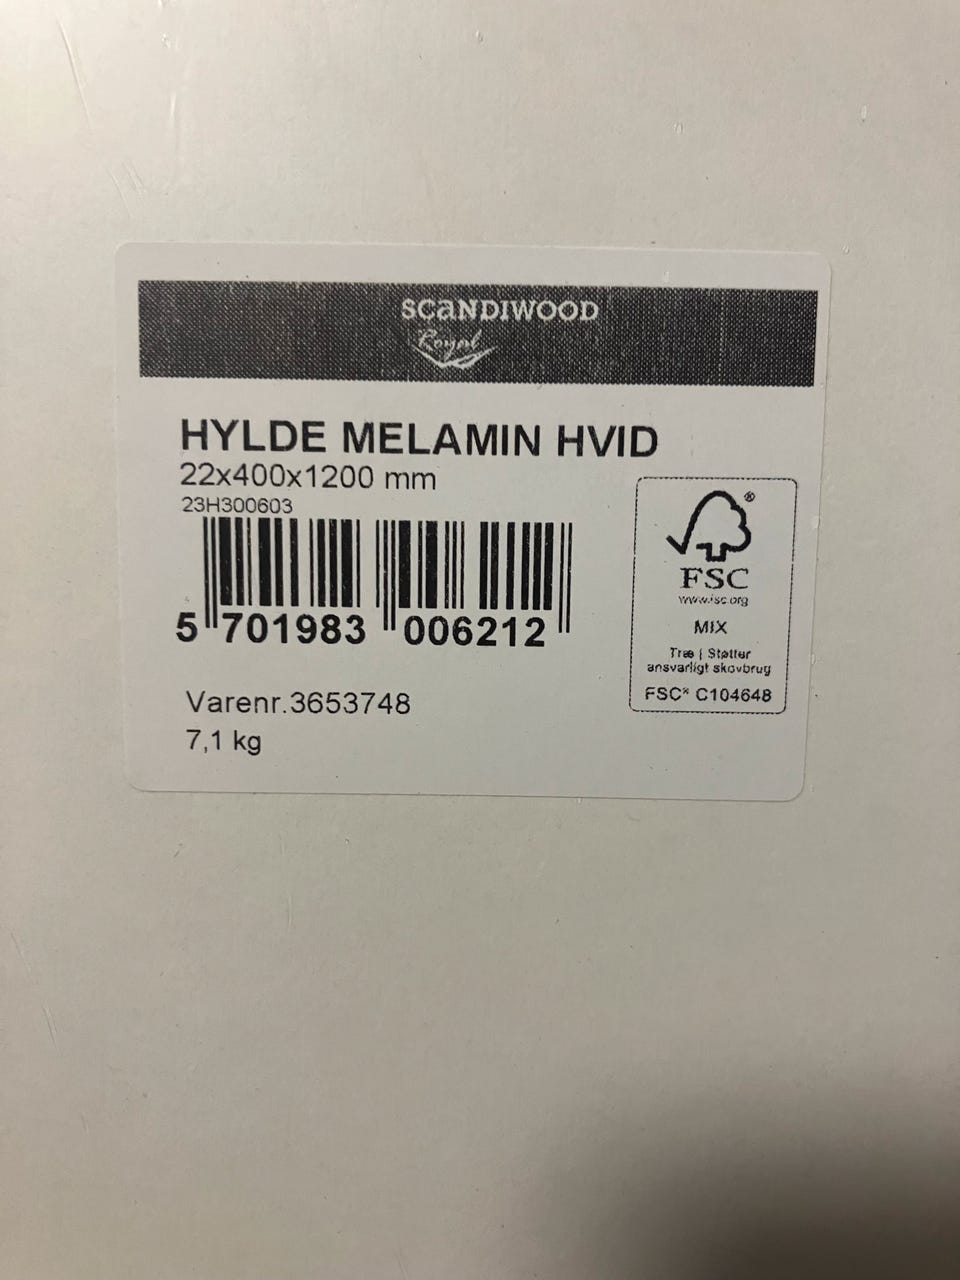 SCANDIWOOD
Royal
HYLDE MELAMIN HVID
22x400x1200 mm
23H300603
5 701983 006212
Varenr.3653748
7,1 kg
®
FSC
www.fsc.org
MIX
Træ | Støtter
ansvarligt skovbrug
FSC® C104648